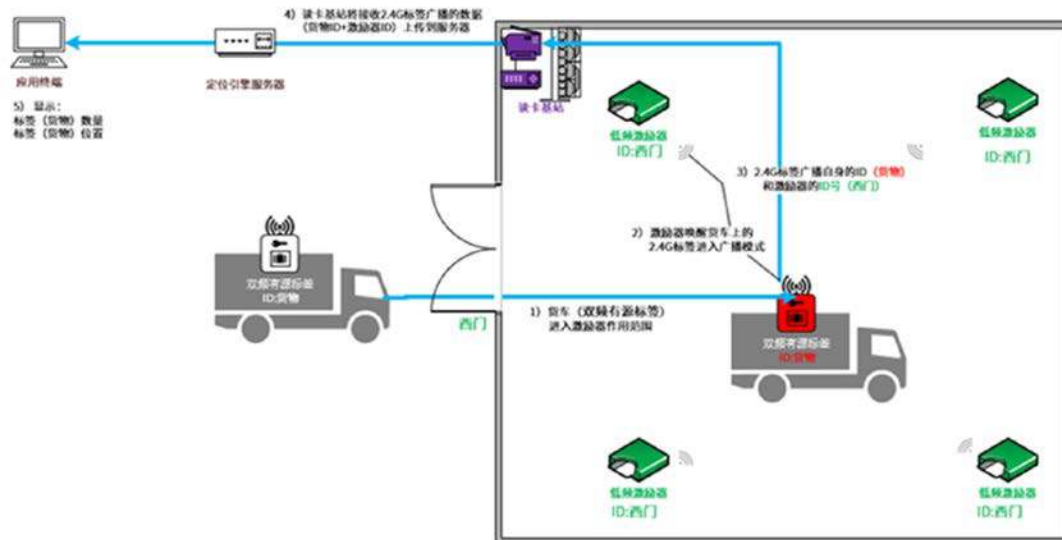 4）读卡基站将接收2.4G标签广播的数据
（货物ID+激励器ID）上传到服务器
应用终端
定位引擎服务器
读卡基站
5）显示：
标签（货物）数量
标签（货物）位置
低频激励器
ID:西门
低频激励器
ID:西门
3）2.4G标签广播自身的ID（货物）
和激励器的ID号（西门）
2）激励器唤醒货车上的
2.4G标签进入广播模式
双频有源标签
ID:货物
西门
1）货车（双频有源标签）
进入激励器作用范围
双频有源标签
ID:货物
低频激励器
ID:西门
低频激励器
ID:西门